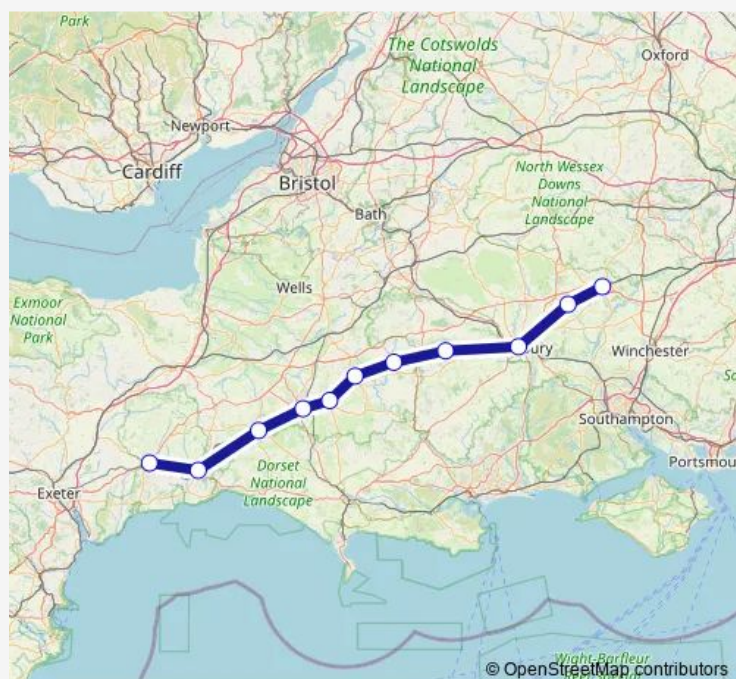 Park
The Cotswolds
National
Landscape
Oxford
Newport
Cardiff
Bristol
North Wessex
Downs
National
Landscape
Bath
Wells
Exmoor
National
Park
bury
Winchester
Southampton
Dorset
National
Landscape
Portsmou
Exeter
Wight-Barfleur
© OpenStreetMap contributors